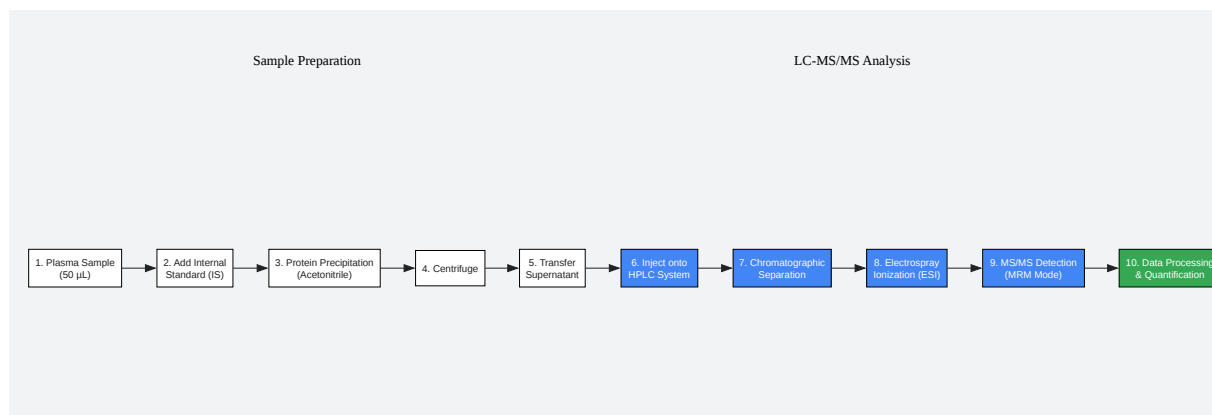 Sample Preparation
LC-MS/MS Analysis
1. Plasma Sample
(50 µL)
2. Add Internal
Standard (IS)
3. Protein Precipitation
(Acetonitrile)
4. Centrifuge
5. Transfer
Supernatant
6. Inject onto
HPLC System
7. Chromatographic
Separation
8. Electrospray
Ionization (ESI)
9. MS/MS Detection
(MRM Mode)
10. Data Processing
& Quantification